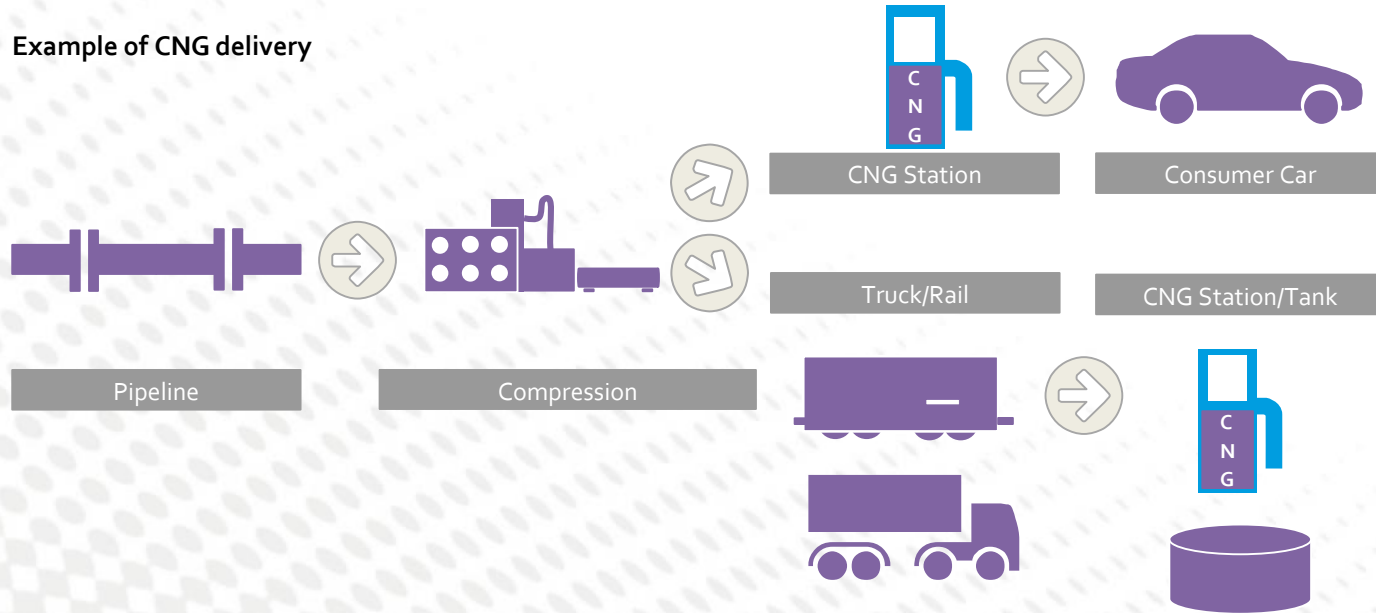 Example of CNG delivery
C
N
G
CNG Station
Consumer Car
Truck/Rail
CNG Station/Tank
Pipeline
Compression
C
N
G